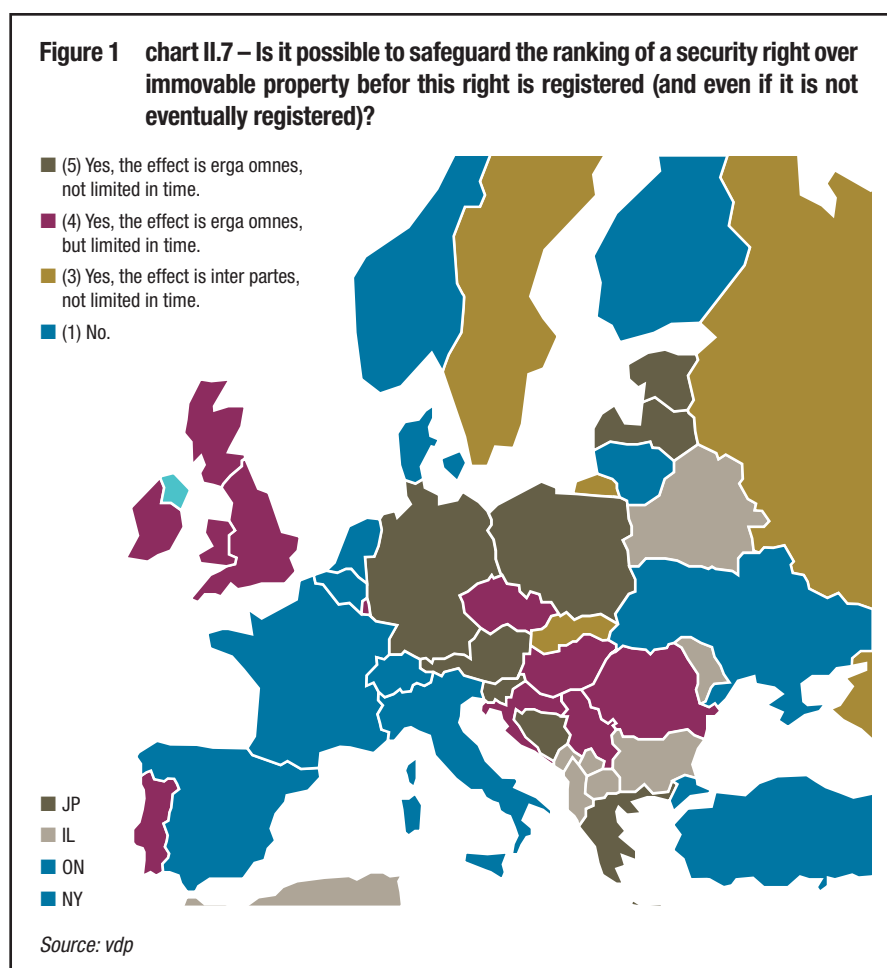 Figure 1 chart II.7 – Is it possible to safeguard the ranking of a security right over
immovable property befor this right is registered (and even if it is not
eventually registered)?
(5) Yes, the effect is erga omnes,
not limited in time.
(4) Yes, the effect is erga omnes,
but limited in time.
(3) Yes, the effect is inter partes,
not limited in time.
(1) No.
JP
IL
ON
NY
Source: vdp